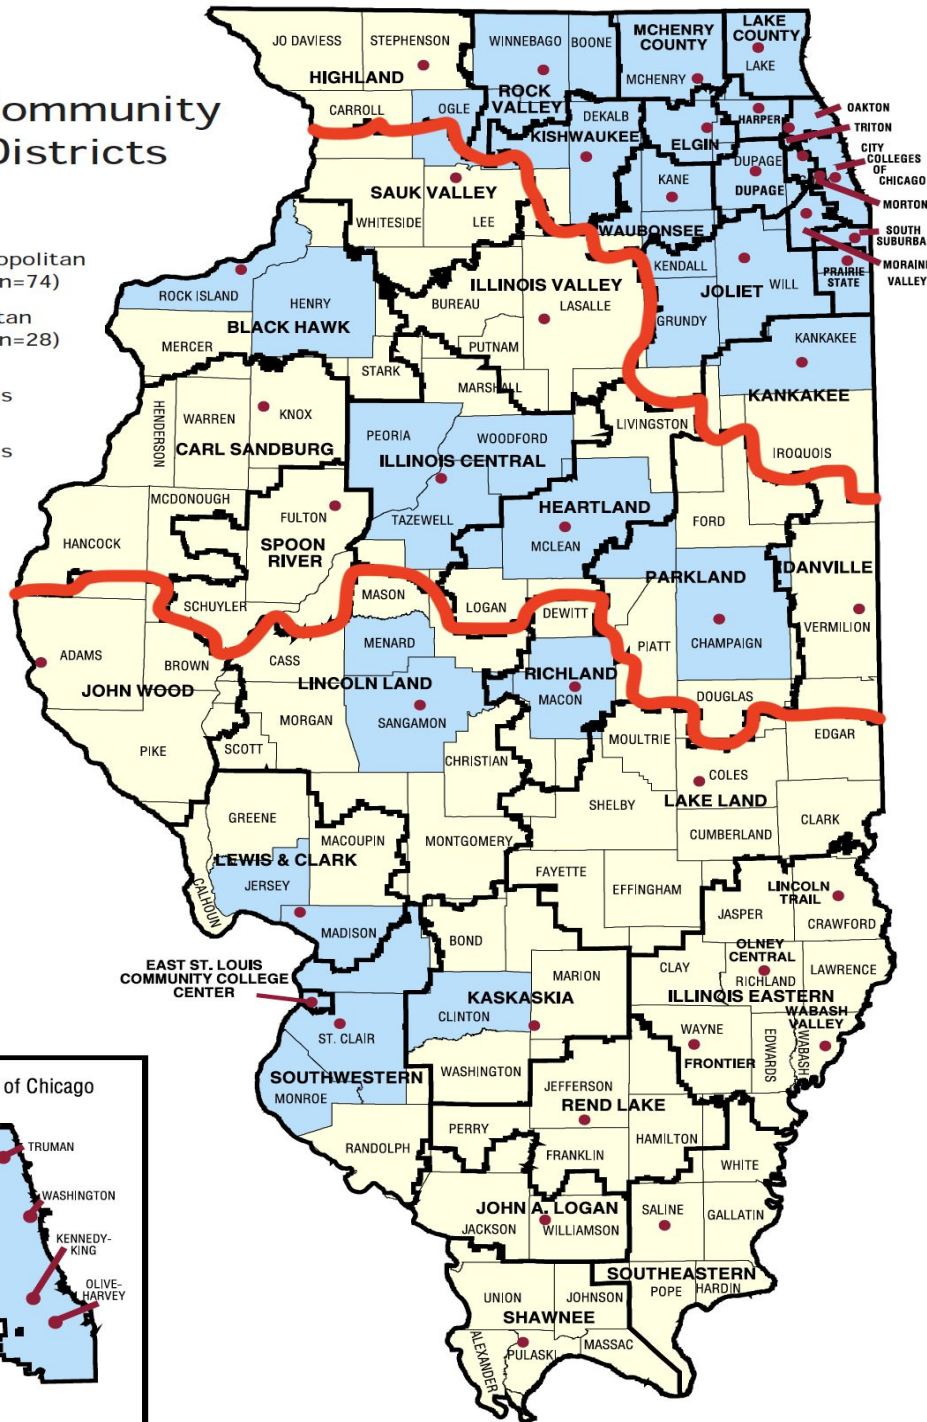 ommunity
Districts
opolitan
n=74)
tan
n=28)
s
s
JO DAVIESS
STEPHENSON
WINNEBAGO
BOONE
MCHENRY
COUNTY
LAKE
COUNTY
HIGHLAND
MCHENRY
LAKE
CARROLL
OGLE
ROCK
VALLEY
DEKALB
KISHWAUKEE
ELGIN
HARPER
OAKTON
TRITON
CITY
COLLEGES
OF
CHICAGO
DUPAGE
DUPAGE
KANE
MORTON
SAUK VALLEY
WHITESIDE
LEE
WAUBONSEE
SOUTH
SUBURBA
KENDALL
JOLIET
WILL
PRAIRIE
STATE
MORAINE
VALLEY
ROCK ISLAND
HENRY
BLACK HAWK
MERCER
ILLINOIS VALLEY
BUREAU
LASALLE
PUTNAM
GRUNDY
KANKAKEE
KANKAKEE
STARK
MARSHALL
LIVINGSTON
IROQUOIS
HENDERSON
WARREN
KNOX
CARL SANDBURG
PEORIA
WOODFORD
ILLINOIS CENTRAL
TAZEWELL
HEARTLAND
MCLEAN
FORD
MCDONOUGH
HANCOCK
FULTON
SPOON
RIVER
PARKLAND
CHAMPAIGN
DANVILLE
VERMILION
SCHUYLER
MASON
LOGAN
DEWITT
PIATT
ADAMS
BROWN
JOHN WOOD
PIKE
CASS
MENARD
LINCOLN LAND
SANGAMON
MORGAN
SCOTT
RICHLAND
MACON
DOUGLAS
EDGAR
MOULTRIE
CHRISTIAN
COLES
SHELBY
LAKE LAND
CUMBERLAND
CLARK
GREENE
MACOUPIN
MONTGOMERY
LEWIS & CLARK
JERSEY
CALHOUN
MADISON
FAYETTE
EFFINGHAM
JASPER
LINCOLN
TRAIL
CRAWFORD
BOND
MARION
CLAY
OLNEY
CENTRAL
RICHLAND
LAWRENCE
ILLINOIS EASTERN
EAST ST. LOUIS
COMMUNITY COLLEGE
CENTER
KASKASKIA
CLINTON
WABASH
VALLEY
WAYNE
EDWARDS
WABASH
FRONTIER
ST. CLAIR
SOUTHWESTERN
MONROE
WASHINGTON
JEFFERSON
REND LAKE
RANDOLPH
PERRY
FRANKLIN
HAMILTON
WHITE
JOHN A. LOGAN
JACKSON
WILLIAMSON
SALINE
GALLATIN
SOUTHEASTERN
POPE
HARDIN
UNION
JOHNSON
SHAWNEE
ALEXANDER
PULASKI
MASSAC
of Chicago
TRUMAN
WASHINGTON
KENNEDY-
KING
OLIVE-
HARVEY